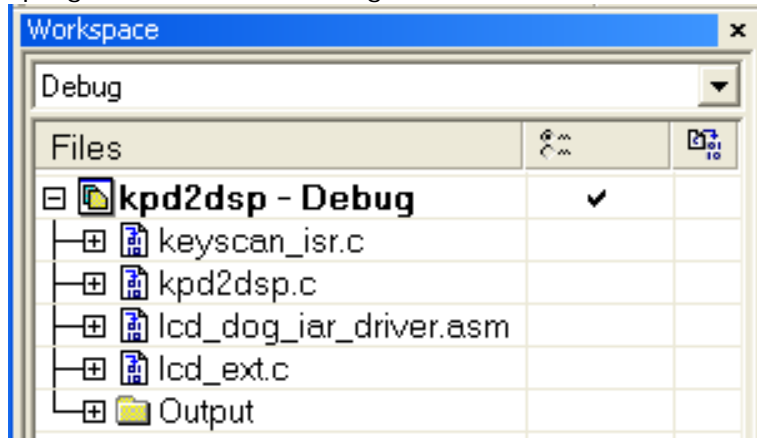 Workspace
Debug
Files
kpd2dsp - Debug
keyscan_isr.c
kpd2dsp.c
lcd_dog_iar_driver.asm
lcd_ext.c
Output